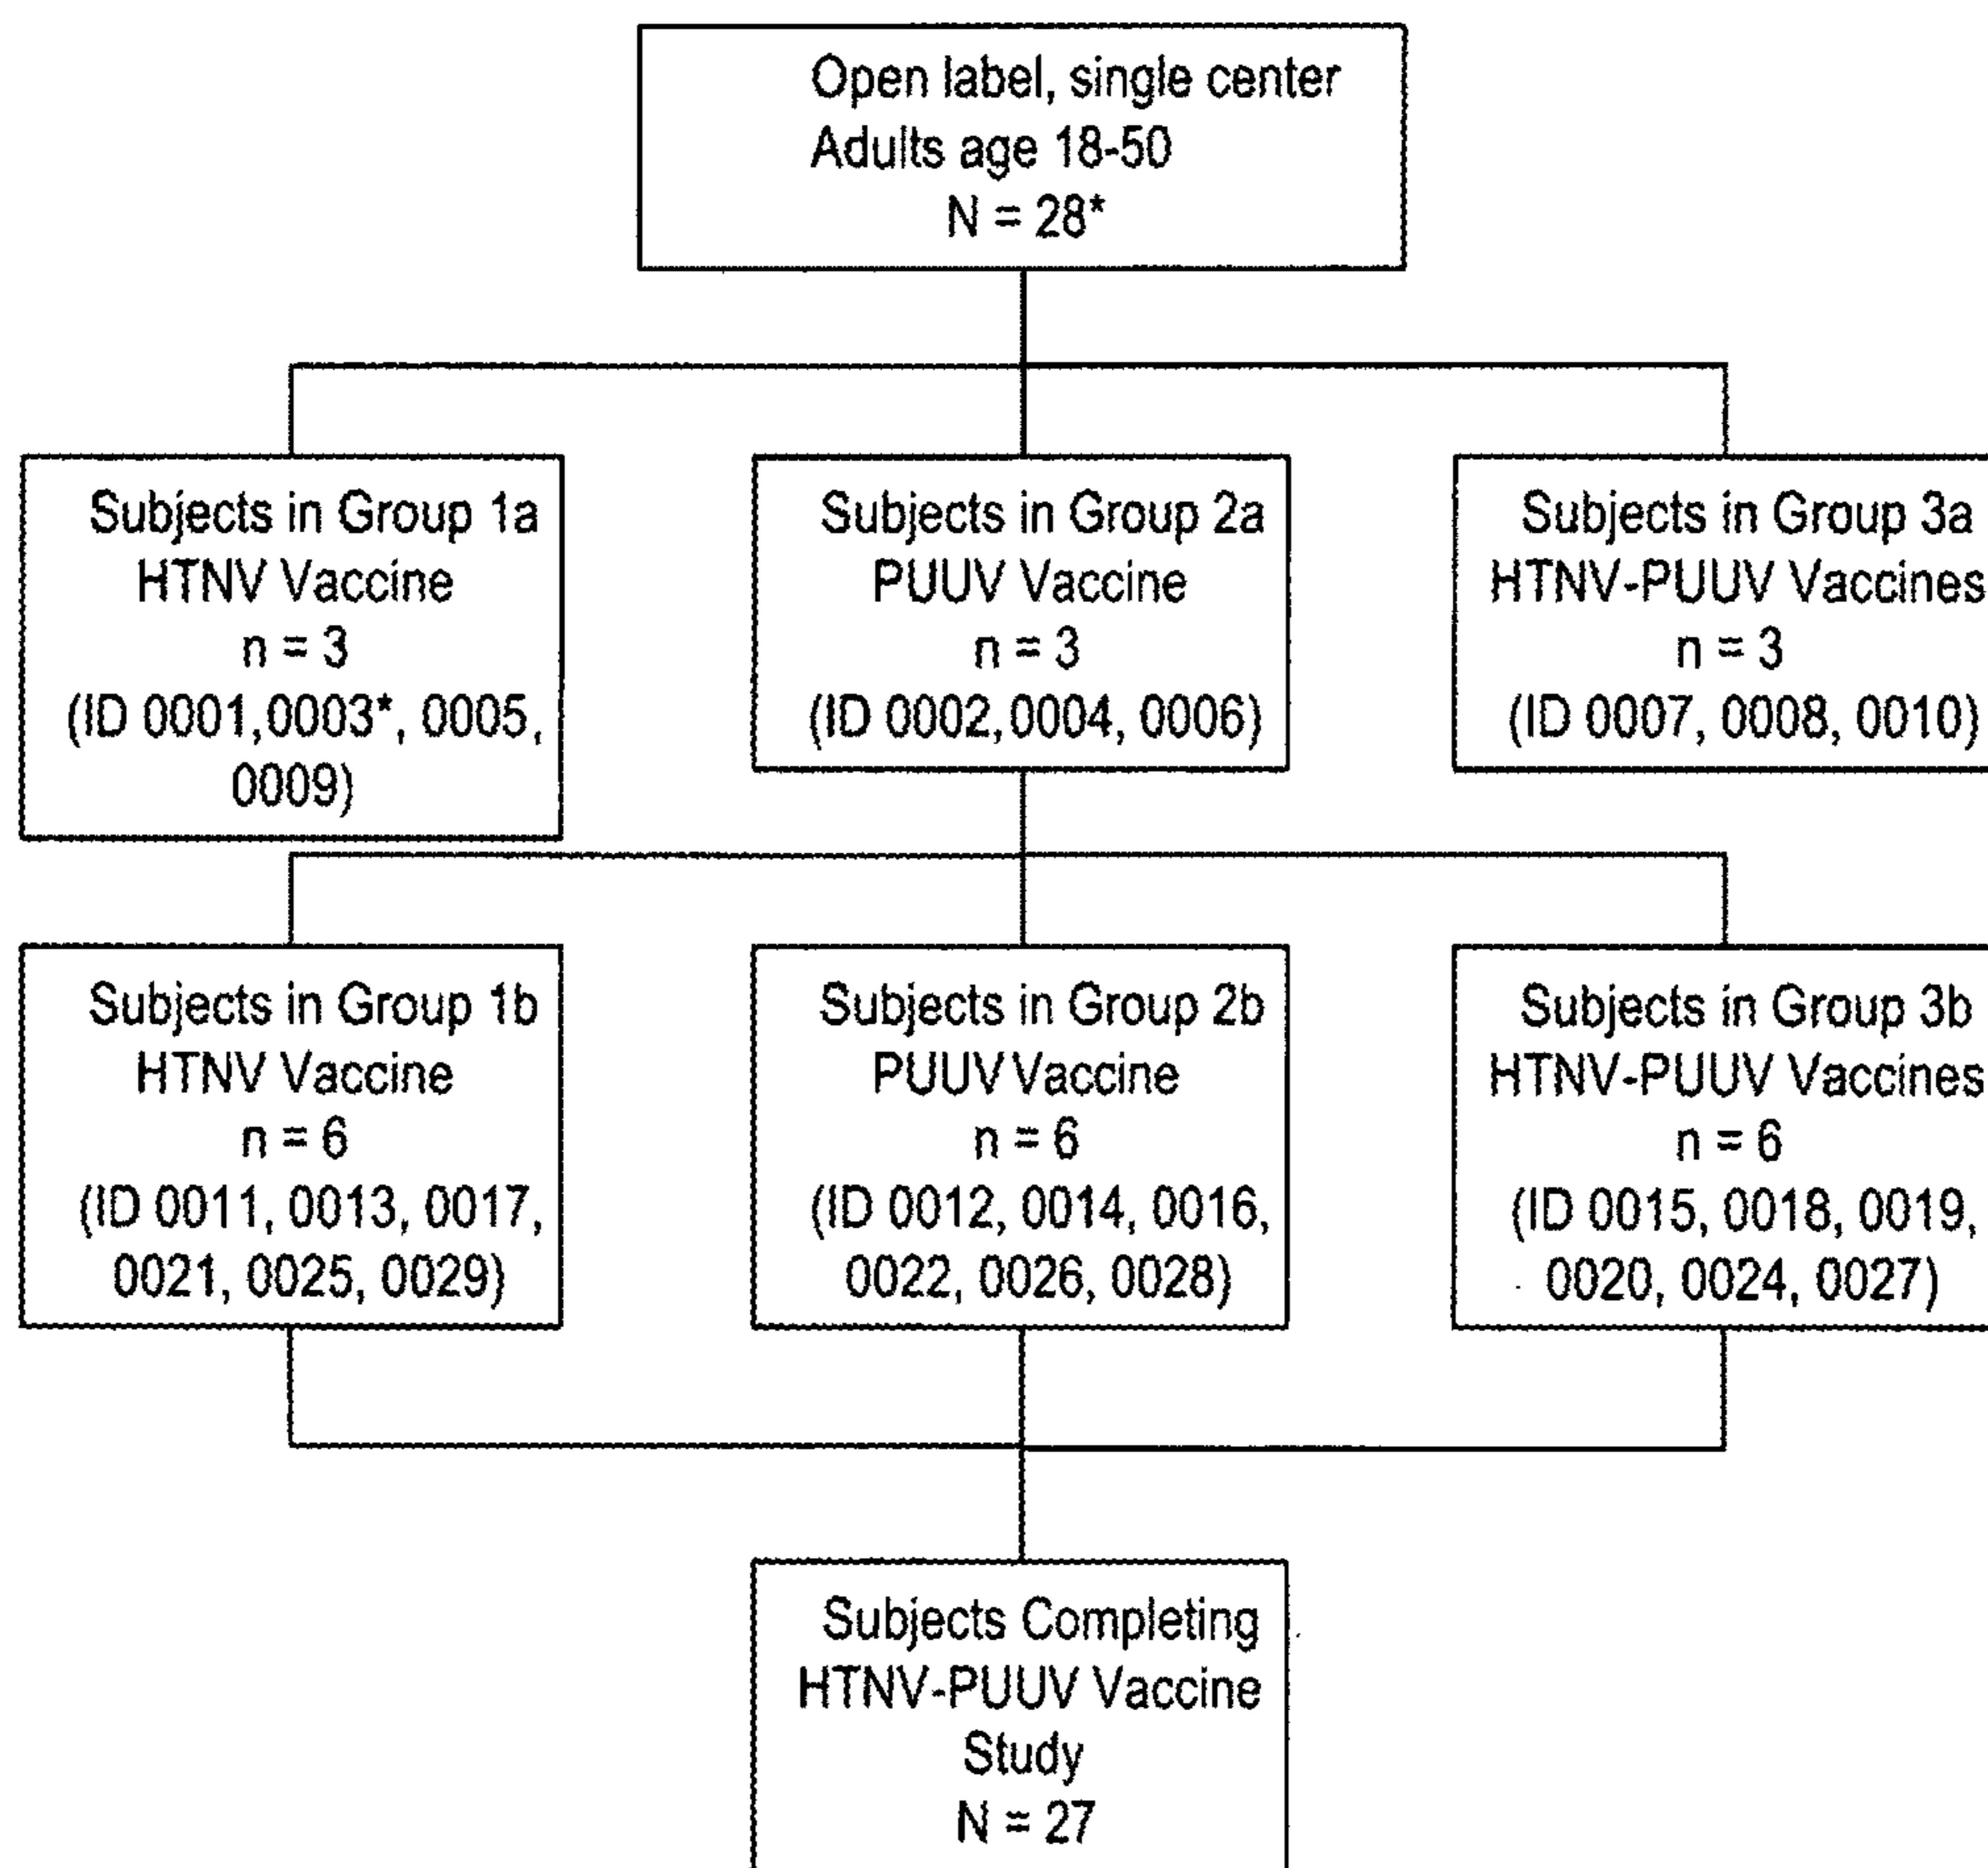 Open label, single center
Adults age 18-50
N = 28*
Subjects in Group 1a
HTNV Vaccine
n = 3
(ID 0001,0003*, 0005,
0009)
Subjects in Group 2a
PUUV Vaccine
n = 3
(ID 0002,0004, 0006)
Subjects in Group 3a
HTNV-PUUV Vaccines
n = 3
(ID 0007, 0008, 0010)
Subjects in Group 1b
HTNV Vaccine
n = 6
(ID 0011, 0013, 0017,
0021, 0025, 0029)
Subjects in Group 2b
PUUV Vaccine
n = 6
(ID 0012, 0014, 0016,
0022, 0026, 0028)
Subjects in Group 3b
HTNV-PUUV Vaccines
n = 6
(ID 0015, 0018, 0019,
0020, 0024, 0027)
Subjects Completing
HTNV-PUUV Vaccine
Study
N = 27